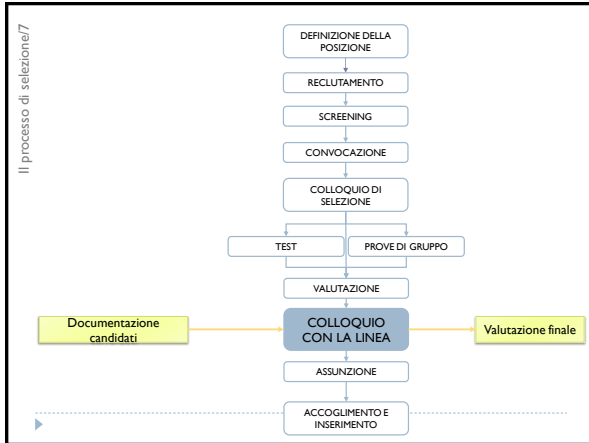 Il processo di selezione/7
DEFINIZIONE DELLA
POSIZIONE
RECLUTAMENTO
SCREENING
CONVOCAZIONE
COLLOQUIO DI
SELEZIONE
TEST
PROVE DI GRUPPO
VALUTAZIONE
Documentazione
candidati
COLLOQUIO
CON LA LINEA
Valutazione finale
ASSUNZIONE
ACCOGLIMENTO E
INSERIMENTO